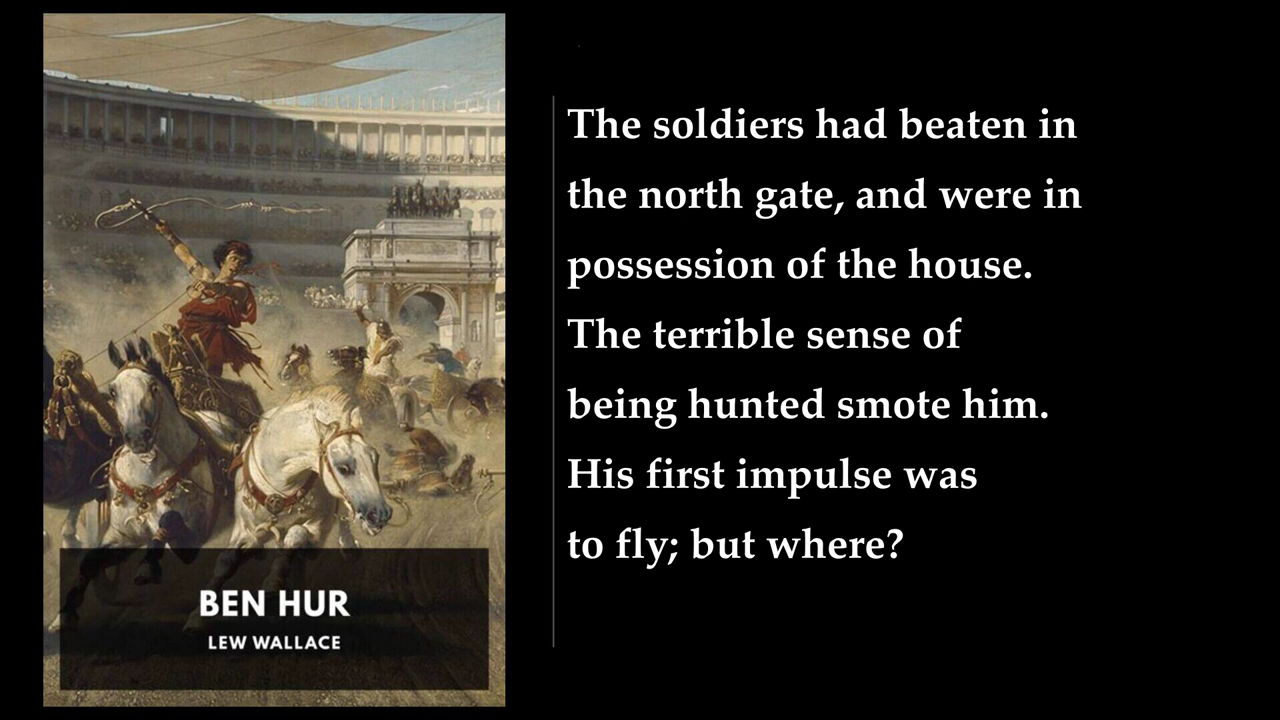 The soldiers had beaten in
the north gate, and were in
possession of the house.
The terrible sense of
being hunted smote him.
His first impulse was
to fly; but where?
BEN HUR
LEW WALLACE